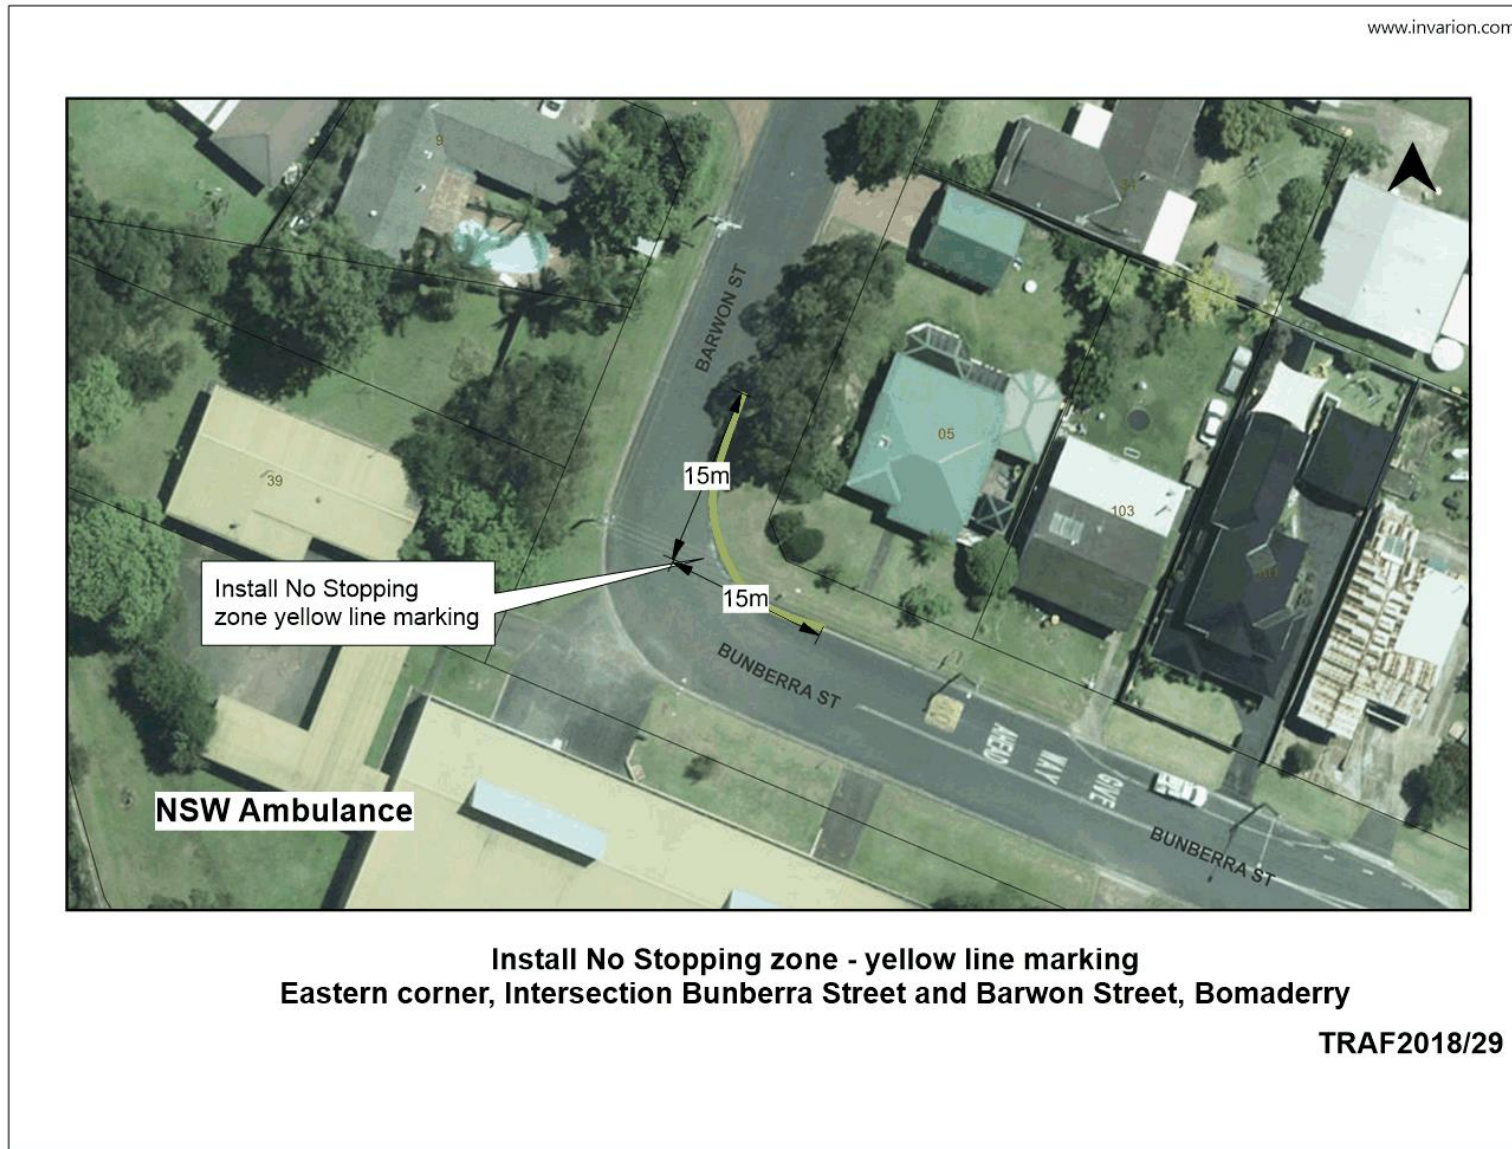 www.invarion.com
9
BARWON ST
15m
05
39
103
Install No Stopping
zone yellow line marking
15m
BUNBERRA ST
AHEAD
WAY
GIVE
NSW Ambulance
BUNBERRA ST
Install No Stopping zone - yellow line marking
Eastern corner, Intersection Bunberra Street and Barwon Street, Bomaderry
TRAF2018/29